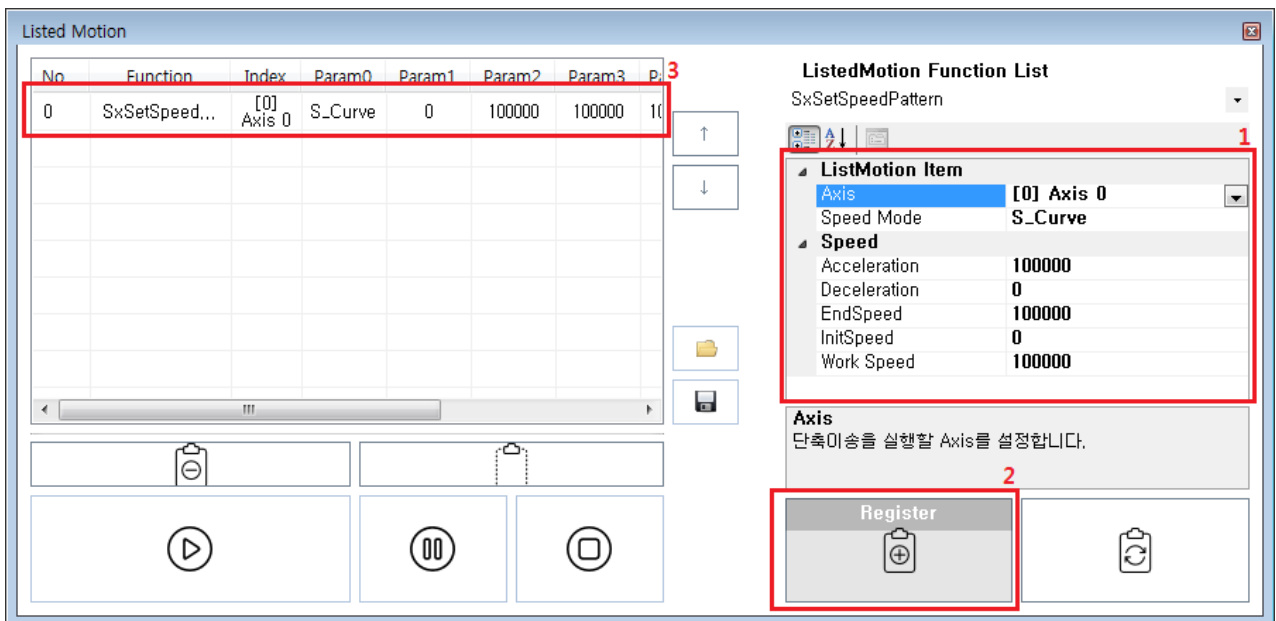 Listed Motion
No Function Index Param0 Param1 Param2 Param3 3
0 SxSetSpeed... [0] Axis 0 S_Curve 0 100000 100000
ListedMotion Function List
SxSetSpeedPattern
1
ListMotion Item
Axis [0] Axis 0
Speed Mode S_Curve
Speed
Acceleration 100000
Deceleration 0
EndSpeed 100000
InitSpeed 0
Work Speed 100000
Axis
단축이송을 실행할 Axis를 설정합니다.
2
Register